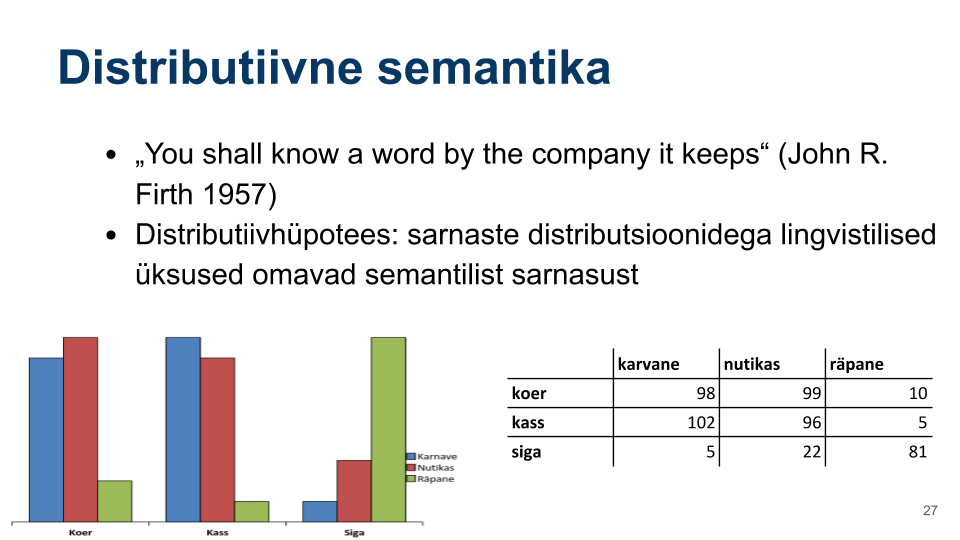 Distributiivne semantika
• „You shall know a word by the company it keeps“ (John R.
Firth 1957)
• Distributiivhüpotees: sarnaste distributsioonidega lingvistilised
üksused omavad semantilist sarnasust
Karnave
Nutikas
Räpane
Koer Kass Siga
karvane nutikas räpane
koer 98 99 10
kass 102 96 5
siga 5 22 81
27